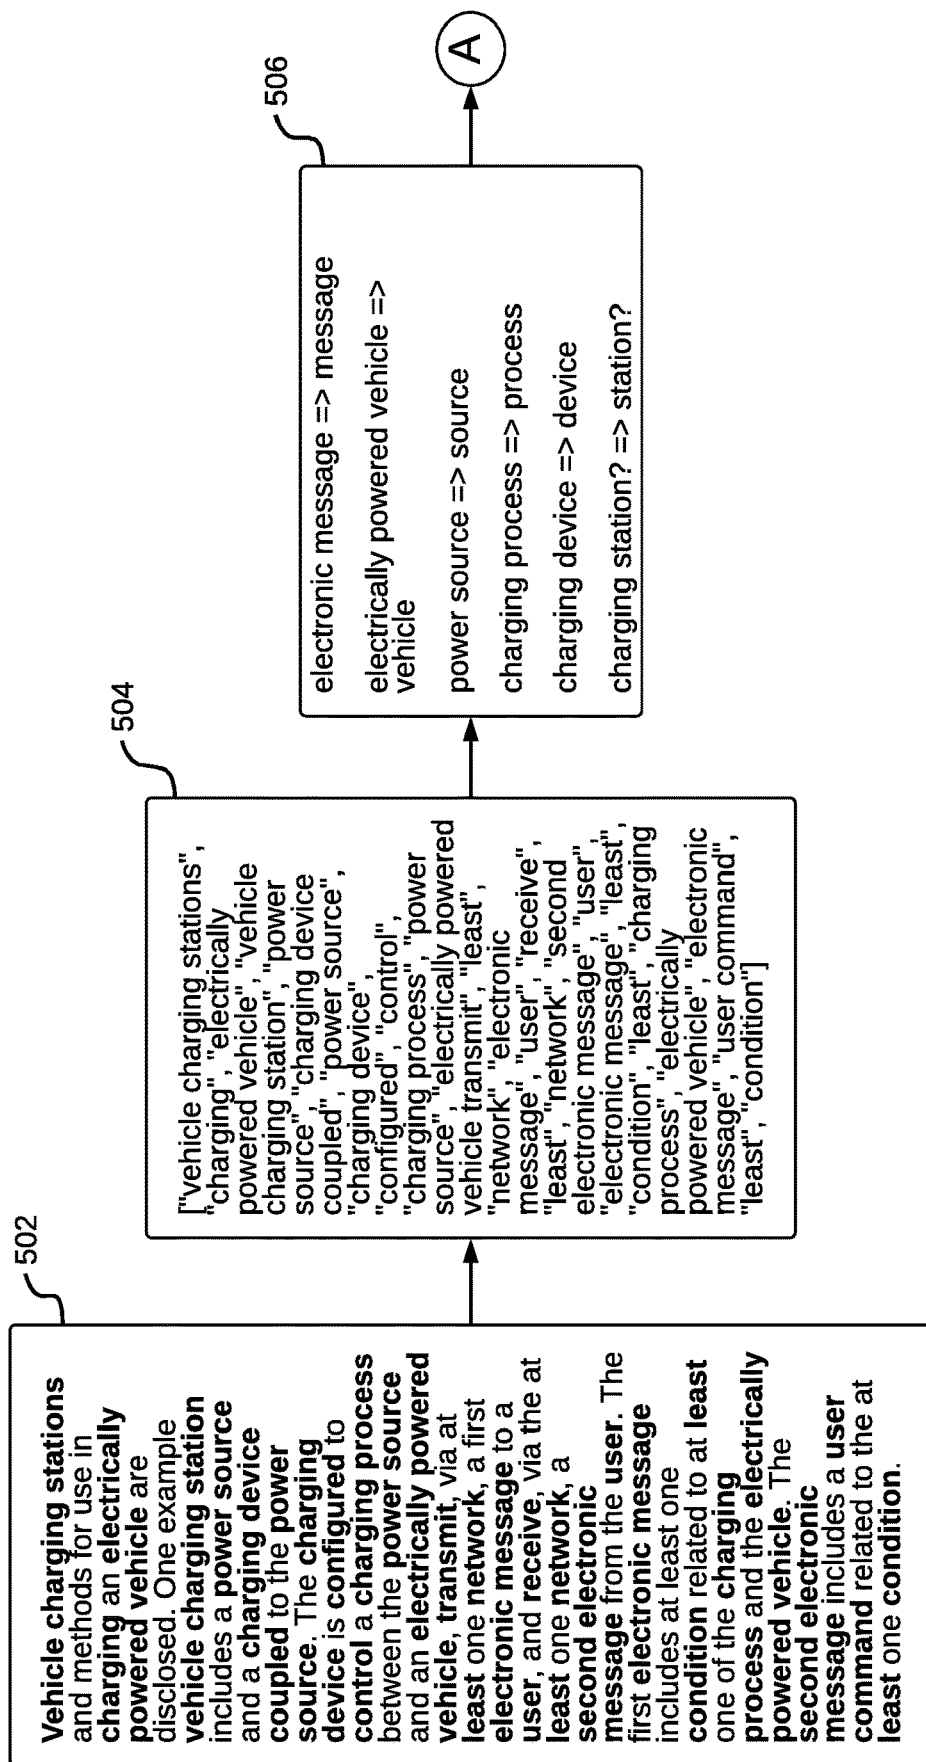 502
Vehicle charging stations
and methods for use in
charging an electrically
powered vehicle are
disclosed. One example
vehicle charging station
includes a power source
and a charging device
coupled to the power
source. The charging
device is configured to
control a charging process
between the power source
and an electrically powered
vehicle, transmit, via at
least one network, a first
electronic message to a
user, and receive, via the at
least one network, a
second electronic
message from the user. The
first electronic message
includes at least one
condition related to at least
one of the charging
process and the electrically
powered vehicle. The
second electronic
message includes a user
command related to the at
least one condition.
504
["vehicle charging stations",
"charging","electrically
powered vehicle","vehicle
charging station","power
source","charging device
coupled","power source",
"charging device",
"configured","control",
"charging process","power
source","electrically powered
vehicle transmit","least",
"network","electronic
message","user","receive",
"least","network","second
electronic message","user",
"electronic message","least",
"condition","least","charging
process","electrically
powered vehicle","electronic
message","user command",
"least","condition"]
506
electronic message => message
electrically powered vehicle =>
vehicle
power source => source
charging process => process
charging device => device
charging station? => station?
A